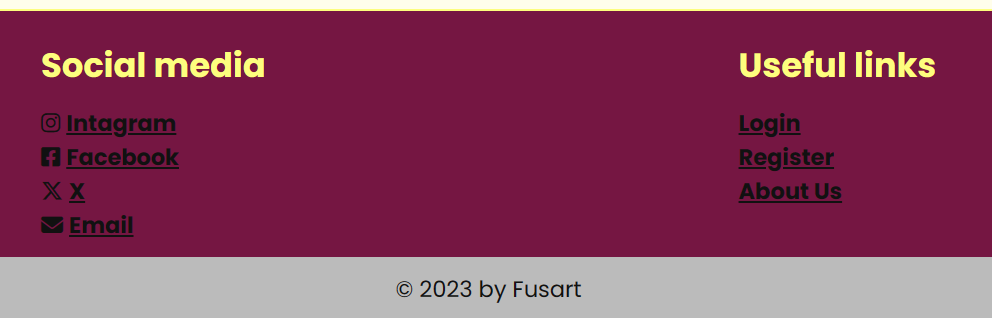 Social media
Intagram
Facebook
X
Email
Useful links
Login
Register
About Us
© 2023 by Fusart